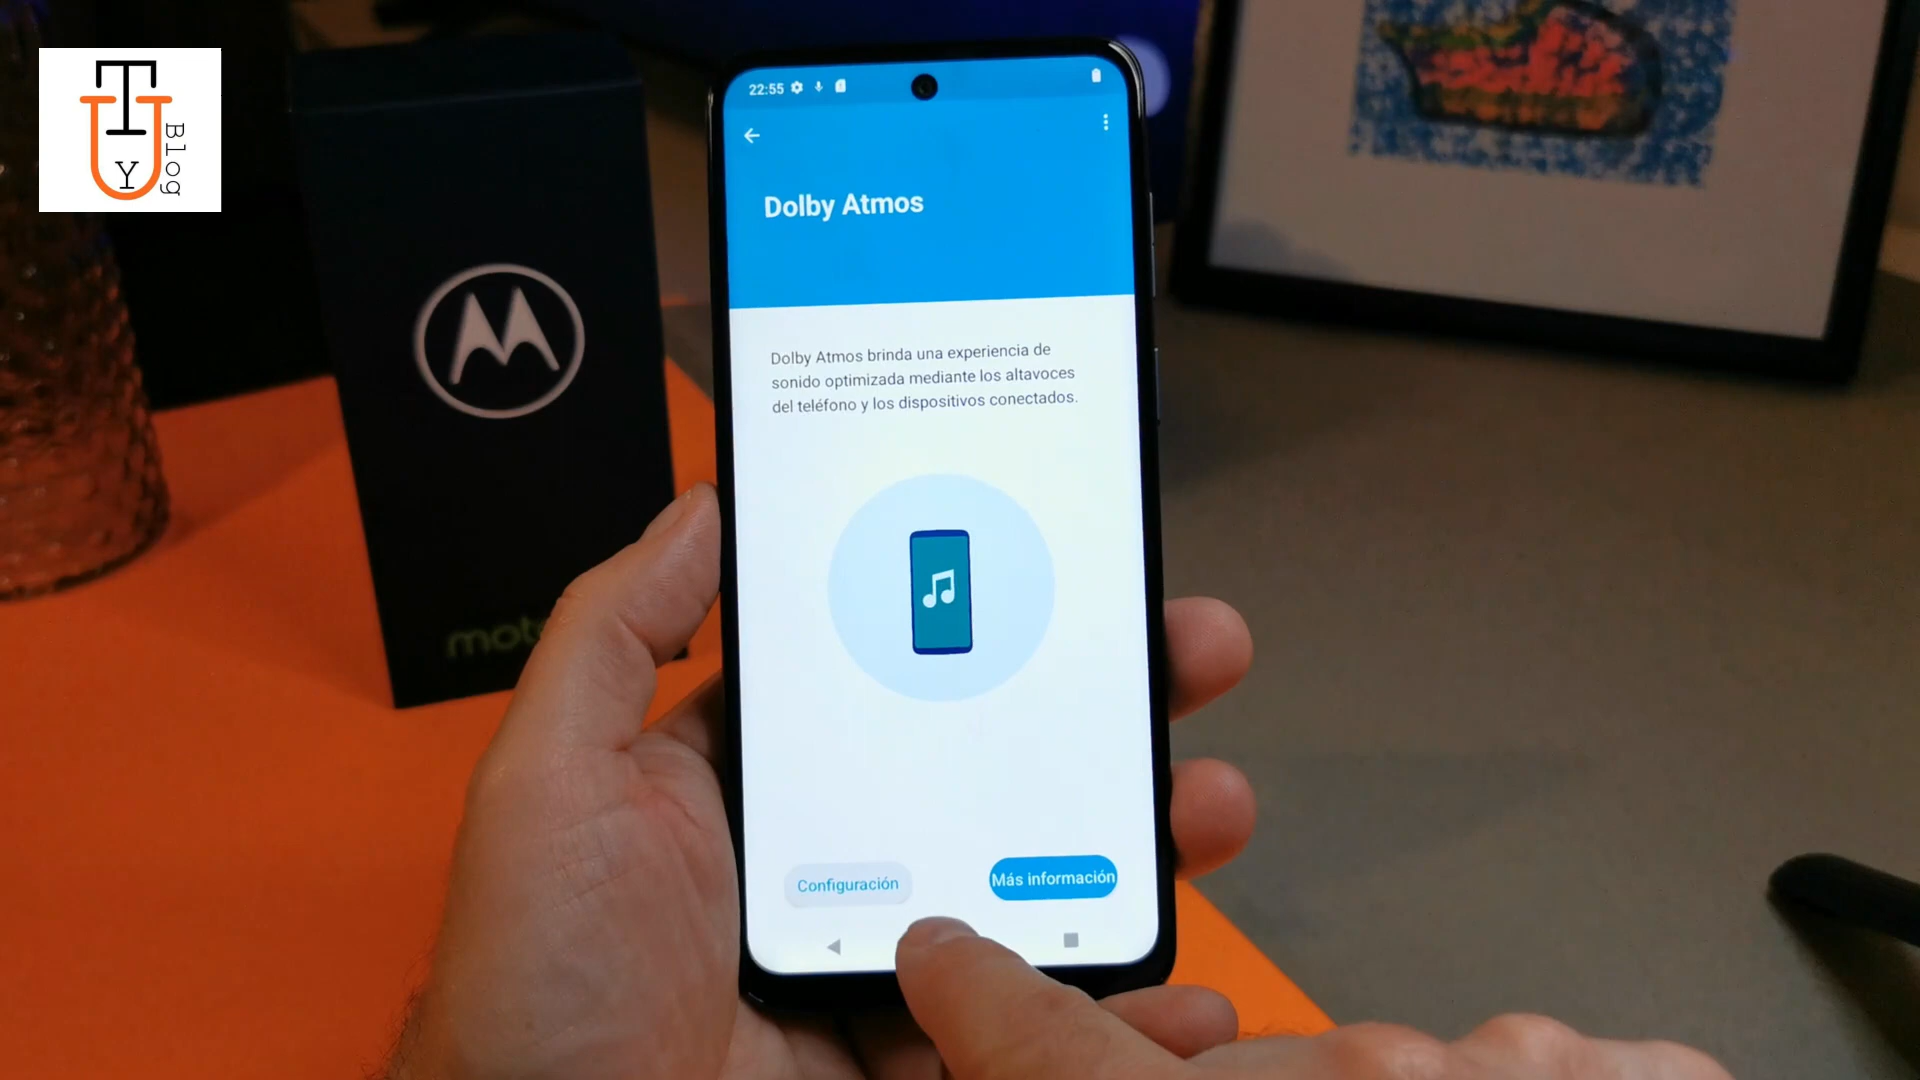 TU
Y
Blog
22:55
Dolby Atmos
Dolby Atmos brinda una experiencia de
sonido optimizada mediante los altavoces
del teléfono y los dispositivos conectados.
Configuración
Más información